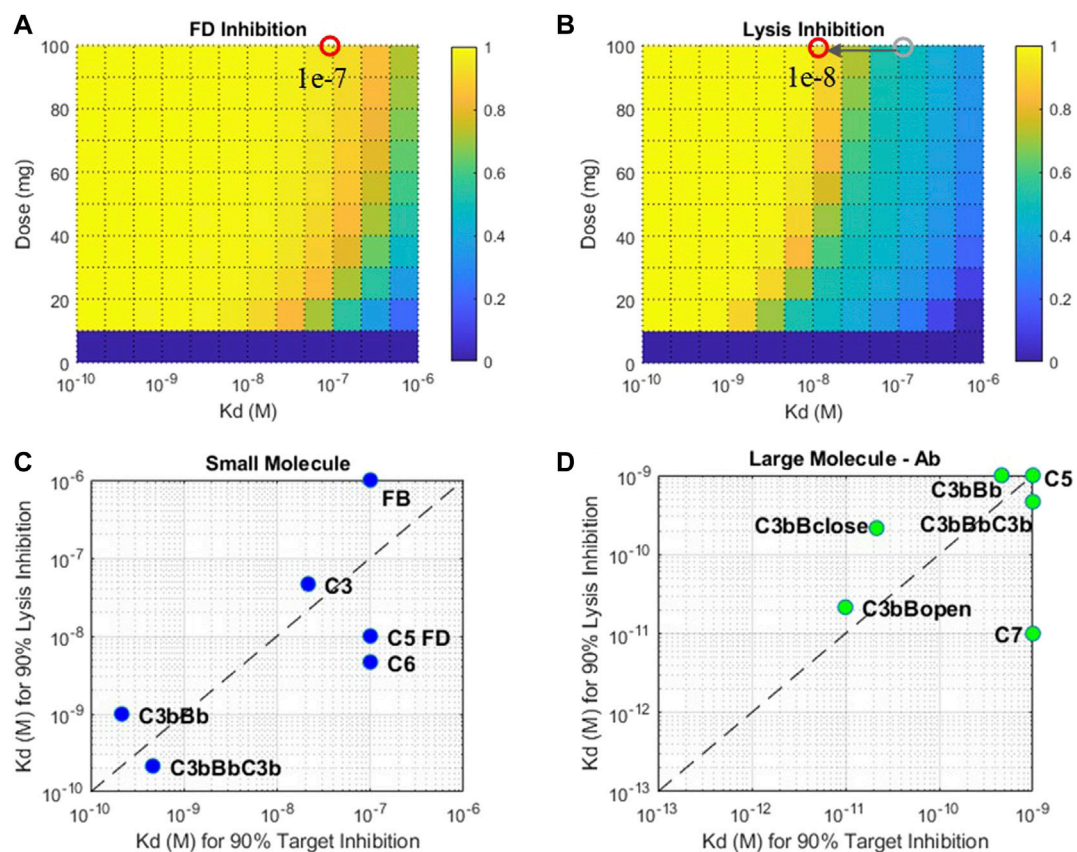 A
FD Inhibition
1e-7
Dose (mg)
100
80
60
40
20
0
10^-10
10^-9
10^-8
10^-7
10^-6
Kd (M)
1
0.8
0.6
0.4
0.2
0
B
Lysis Inhibition
1e-8
Dose (mg)
100
80
60
40
20
0
10^-10
10^-9
10^-8
10^-7
10^-6
Kd (M)
1
0.8
0.6
0.4
0.2
0
C
Small Molecule
Kd (M) for 90% Lysis Inhibition
10^-6
10^-7
10^-8
10^-9
10^-10
FB
C3
C5 FD
C6
C3bBb
C3bBbC3b
10^-10
10^-9
10^-8
10^-7
10^-6
Kd (M) for 90% Target Inhibition
D
Large Molecule - Ab
Kd (M) for 90% Lysis Inhibition
10^-9
10^-10
10^-11
10^-12
10^-13
C3bBb
C5
C3bBclose
C3bBbC3b
C3bBopen
C7
10^-13
10^-12
10^-11
10^-10
10^-9
Kd (M) for 90% Target Inhibition